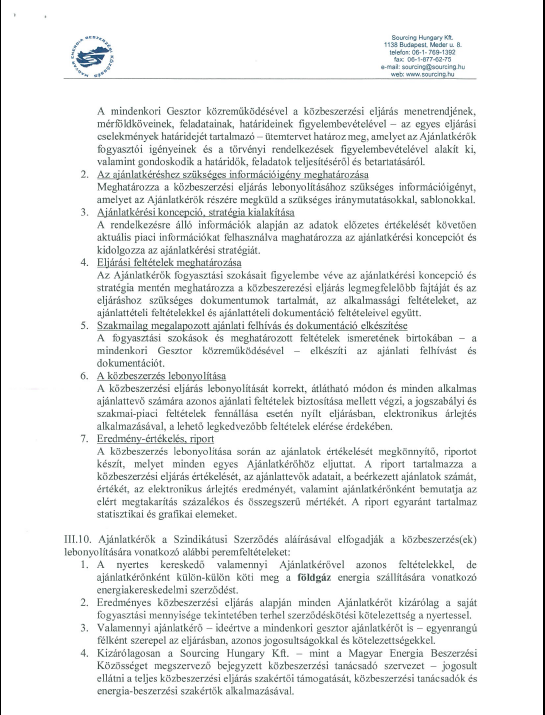 MAGYAR ENERGIA BESZERZÉSI KÖZÖSSÉG
Sourcing Hungary Kft.
1138 Budapest, Meder u. 8.
telefon: 06-1- 769-1392
fax: 06-1-877-62-75
e-mail: sourcing@sourcing.hu
web: www.sourcing.hu
A mindenkori Gesztor közreműködésével a közbeszerzési eljárás menetrendjének,
mérföldköveinek, feladatainak, határideinek figyelembevételével – az egyes eljárási
cselekmények határidejét tartalmazó – ütemtervet határoz meg, amelyet az Ajánlatkérők
fogyasztói igényeinek és a törvényi rendelkezések figyelembevételével alakít ki,
valamint gondoskodik a határidők, feladatok teljesítéséről és betartatásáról.
2. Az ajánlatkéréshez szükséges információigény meghatározása
Meghatározza a közbeszerzési eljárás lebonyolításához szükséges információigényt,
amelyet az Ajánlatkérők részére megküld a szükséges iránymutatásokkal, sablonokkal.
3. Ajánlatkérési koncepció, stratégia kialakítása
A rendelkezésre álló információk alapján az adatok előzetes értékelését követően
aktuális piaci információkat felhasználva maghatározza az ajánlatkérési koncepciót és
kidolgozza az ajánlatkérési stratégiát.
4. Eljárási feltételek meghatározása
Az Ajánlatkérők fogyasztási szokásait figyelembe véve az ajánlatkérési koncepció és
stratégia mentén meghatározza a közbeszerezési eljárás legmegfelelőbb fajtáját és az
eljáráshoz szükséges dokumentumok tartalmát, az alkalmassági feltételeket, az
ajánlattételi feltételekkel és ajánlattételi dokumentáció feltételeivel együtt.
5. Szakmailag megalapozott ajánlati felhívás és dokumentáció elkészítése
A fogyasztási szokások és meghatározott feltételek ismeretének birtokában – a
mindenkori Gesztor közreműködésével – elkészíti az ajánlati felhívást és
dokumentációt.
6. A közbeszerzés lebonyolítása
A közbeszerzési eljárás lebonyolítását korrekt, átlátható módon és minden alkalmas
ajánlattevő számára azonos ajánlati feltételek biztosítása mellett végzi, a jogszabályi és
szakmai-piaci feltételek fennállása esetén nyílt eljárásban, elektronikus árlejtés
alkalmazásával, a lehető legkedvezőbb feltételek elérése érdekében.
7. Eredmény-értékelés, riport
A közbeszerzés lebonyolítása során az ajánlatok értékelését megkönnyítő, riportot
készít, melyet minden egyes Ajánlatkérőhöz eljuttat. A riport tartalmazza a
közbeszerzési eljárás értékelését, az ajánlattevők adatait, a beérkezett ajánlatok számát,
értékét, az elektronikus árlejtés eredményét, valamint ajánlatkérőnként bemutatja az
elért megtakarítás százalékos és összegszerű mértékét. A riport egyaránt tartalmaz
statisztikai és grafikai elemeket.
III.10. Ajánlatkérők a Szindikátusi Szerződés aláírásával elfogadják a közbeszerzés(ek)
lebonyolítására vonatkozó alábbi peremfeltételeket:
1. A nyertes kereskedő valamennyi Ajánlatkérővel azonos feltételekkel, de
ajánlatkérőnként külön-külön köti meg a földgáz energia szállítására vonatkozó
energiakereskedelmi szerződést.
2. Eredményes közbeszerzési eljárás alapján minden Ajánlatkérőt kizárólag a saját
fogyasztási mennyisége tekintetében terhel szerződéskötési kötelezettség a nyertessel.
3. Valamennyi ajánlatkérő – ideértve a mindenkori gesztor ajánlatkérőt is – egyenrangú
félként szerepel az eljárásban, azonos jogosultságokkal és kötelezettségekkel.
4. Kizárólagosan a Sourcing Hungary Kft. – mint a Magyar Energia Beszerzési
Közösséget megszervező bejegyzett közbeszerzési tanácsadó szervezet – jogosult
ellátni a teljes közbeszerzési eljárás szakértői támogatását, közbeszerzési tanácsadók és
energia-beszerzési szakértők alkalmazásával.